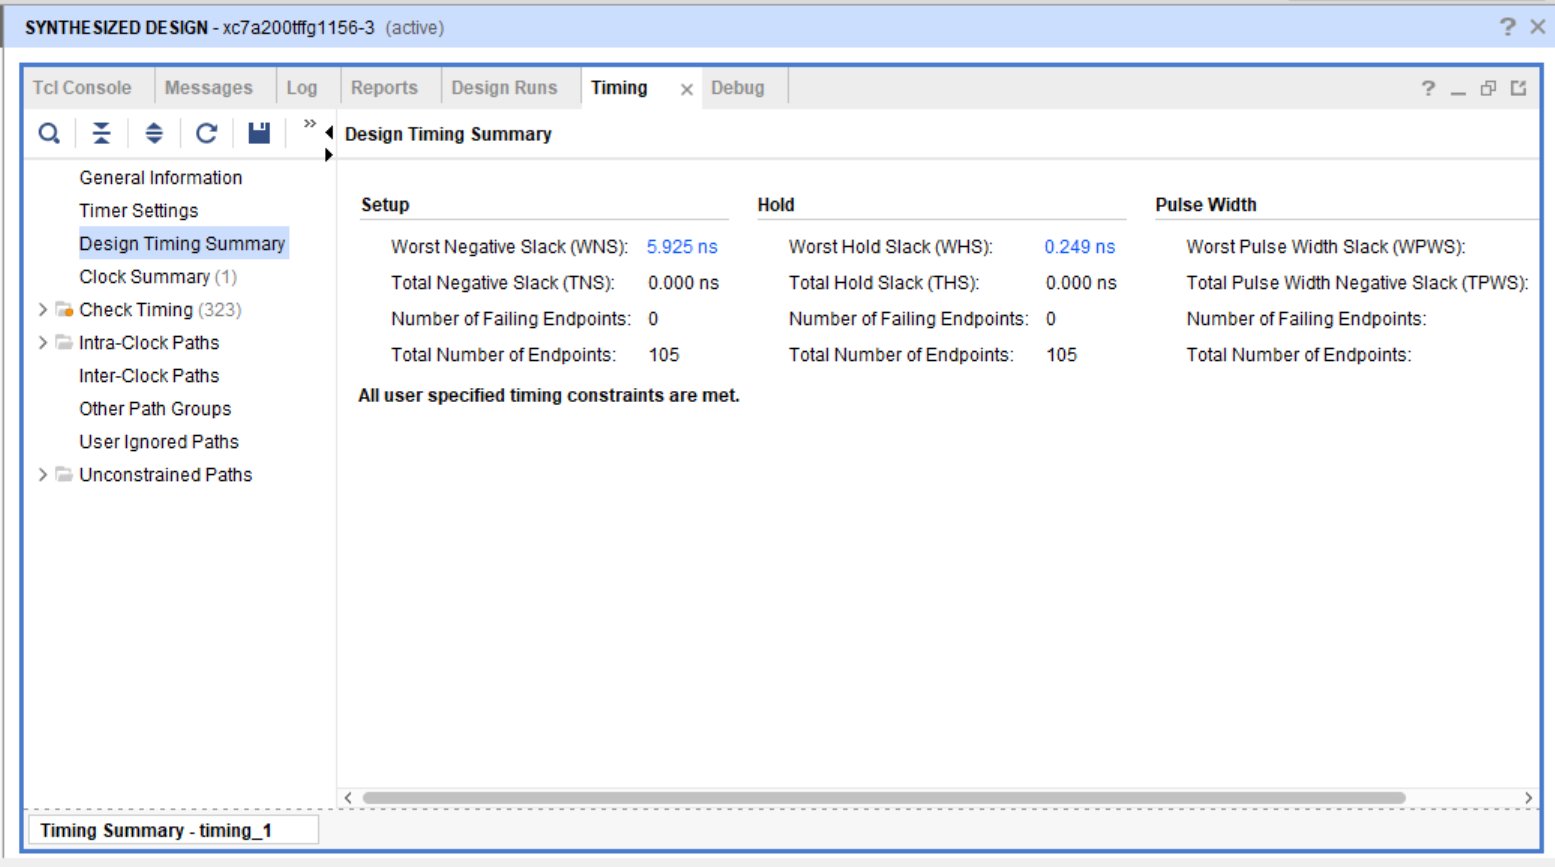 SYNTHESIZED DESIGN - xc7a200tffg1156-3 (active)
Tcl Console Messages Log Reports Design Runs Timing Debug
Design Timing Summary
General Information
Timer Settings
Design Timing Summary
Clock Summary (1)
Check Timing (323)
Intra-Clock Paths
Inter-Clock Paths
Other Path Groups
User Ignored Paths
Unconstrained Paths
Setup
Worst Negative Slack (WNS): 5.925 ns
Total Negative Slack (TNS): 0.000 ns
Number of Failing Endpoints: 0
Total Number of Endpoints: 105
Hold
Worst Hold Slack (WHS): 0.249 ns
Total Hold Slack (THS): 0.000 ns
Number of Failing Endpoints: 0
Total Number of Endpoints: 105
Pulse Width
Worst Pulse Width Slack (WPWS):
Total Pulse Width Negative Slack (TPWS):
Number of Failing Endpoints:
Total Number of Endpoints:
All user specified timing constraints are met.
Timing Summary - timing_1